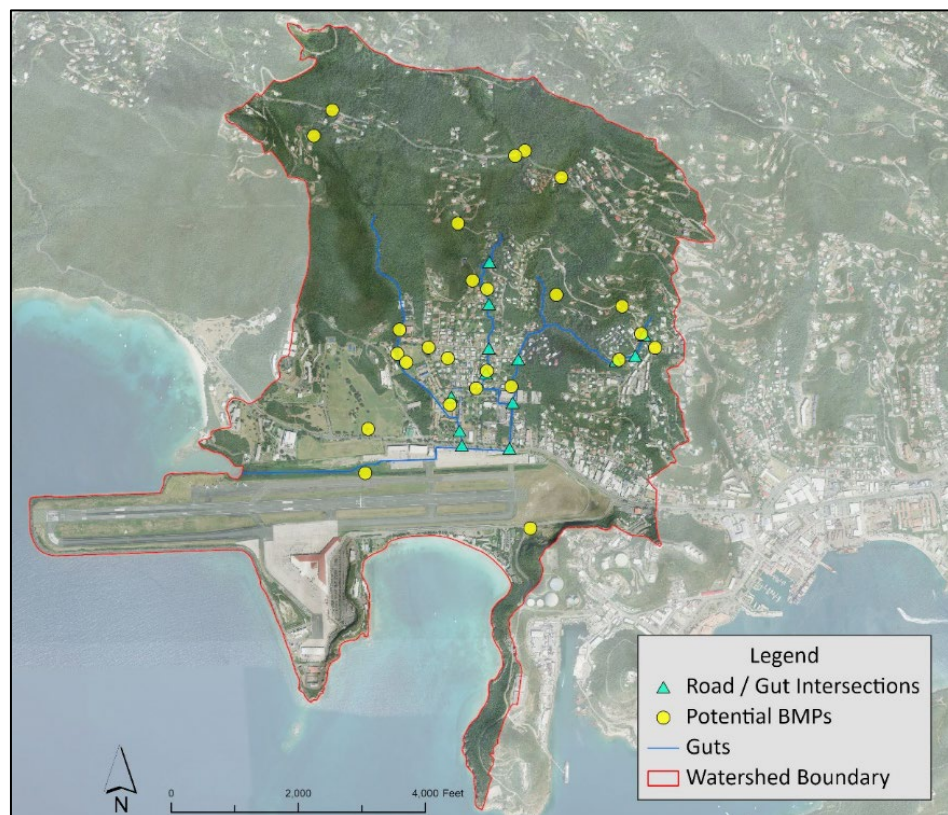 Legend
Road / Gut Intersections
Potential BMPs
Guts
Watershed Boundary
N
0 2,000 4,000 Feet